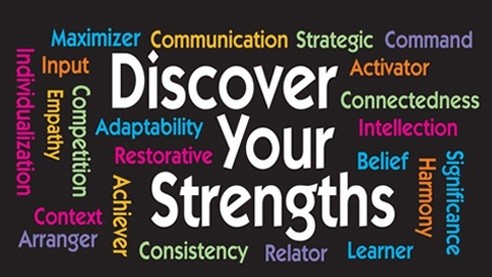 Maximizer Communication Strategic Command
Individualization
Input
Discover
Activator
Empathy
Competition
Connectedness
Adaptability
Your
Intellection
Restorative
Belief
Harmony
Significance
Achiever
Strengths
Context
Arranger
Consistency
Relator
Learner